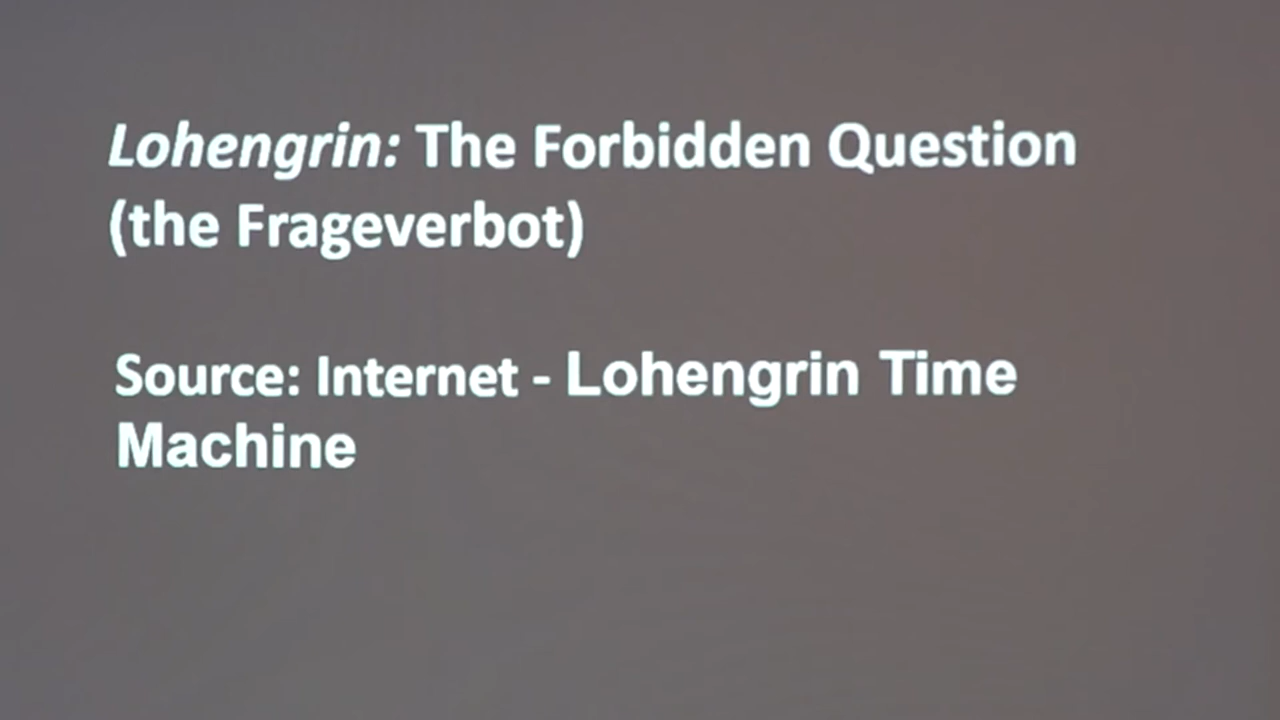 Lohengrin: The Forbidden Question
(the Frageverbot)
Source: Internet - Lohengrin Time
Machine